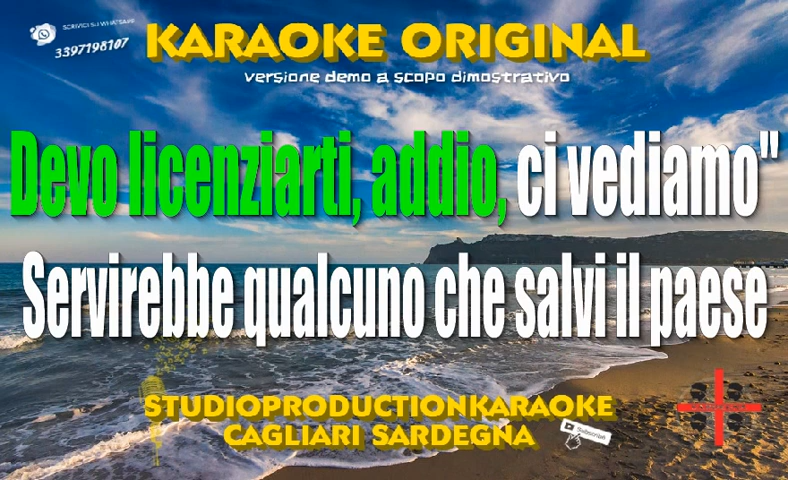 SCRIVICI SU WHATSAPP
3397198107
KARAOKE ORIGINAL
versione demo a scopo dimostrativo
Devo licenziarti, addio, ci vediamo"
Servirebbe qualcuno che salvi il paese
STUDIOPRODUCTIONKARAOKE
CAGLIARI SARDEGNA
Subscribe